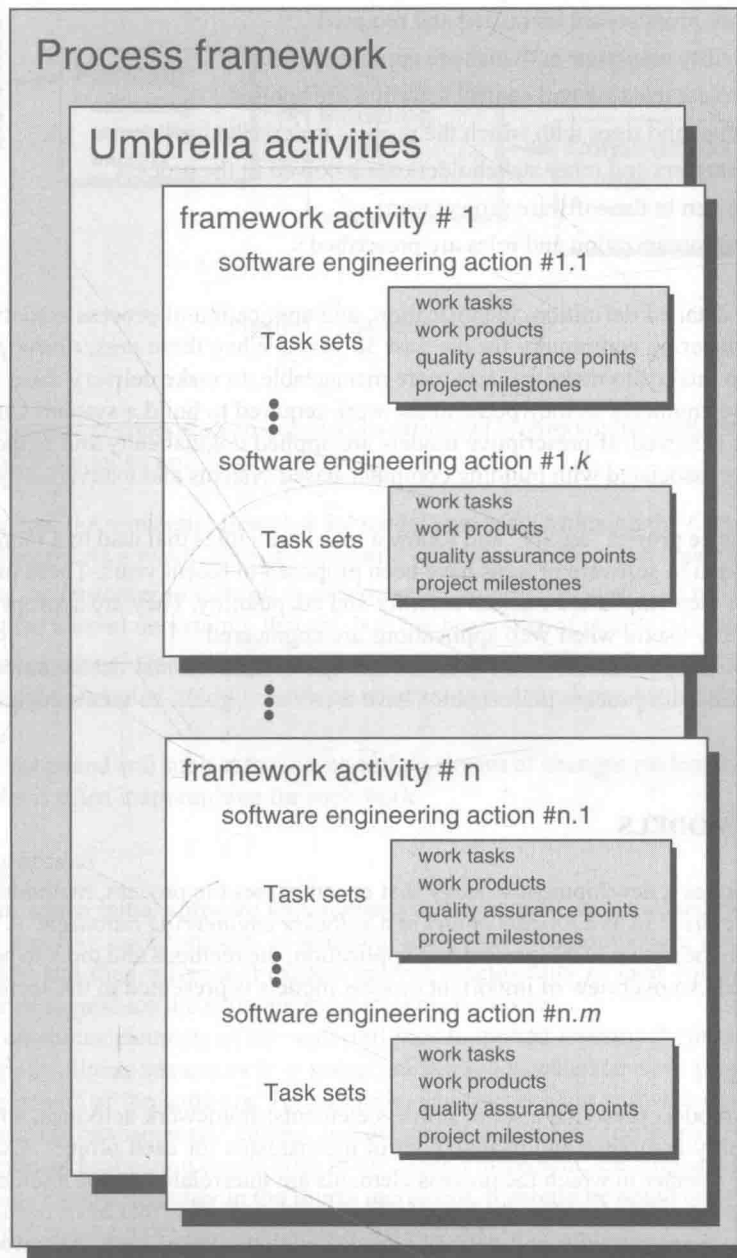 Process framework
Umbrella activities
framework activity # 1
software engineering action #1.1
Task sets
work tasks
work products
quality assurance points
project milestones
software engineering action #1.k
Task sets
work tasks
work products
quality assurance points
project milestones
framework activity # n
software engineering action #n.1
Task sets
work tasks
work products
quality assurance points
project milestones
software engineering action #n.m
Task sets
work tasks
work products
quality assurance points
project milestones